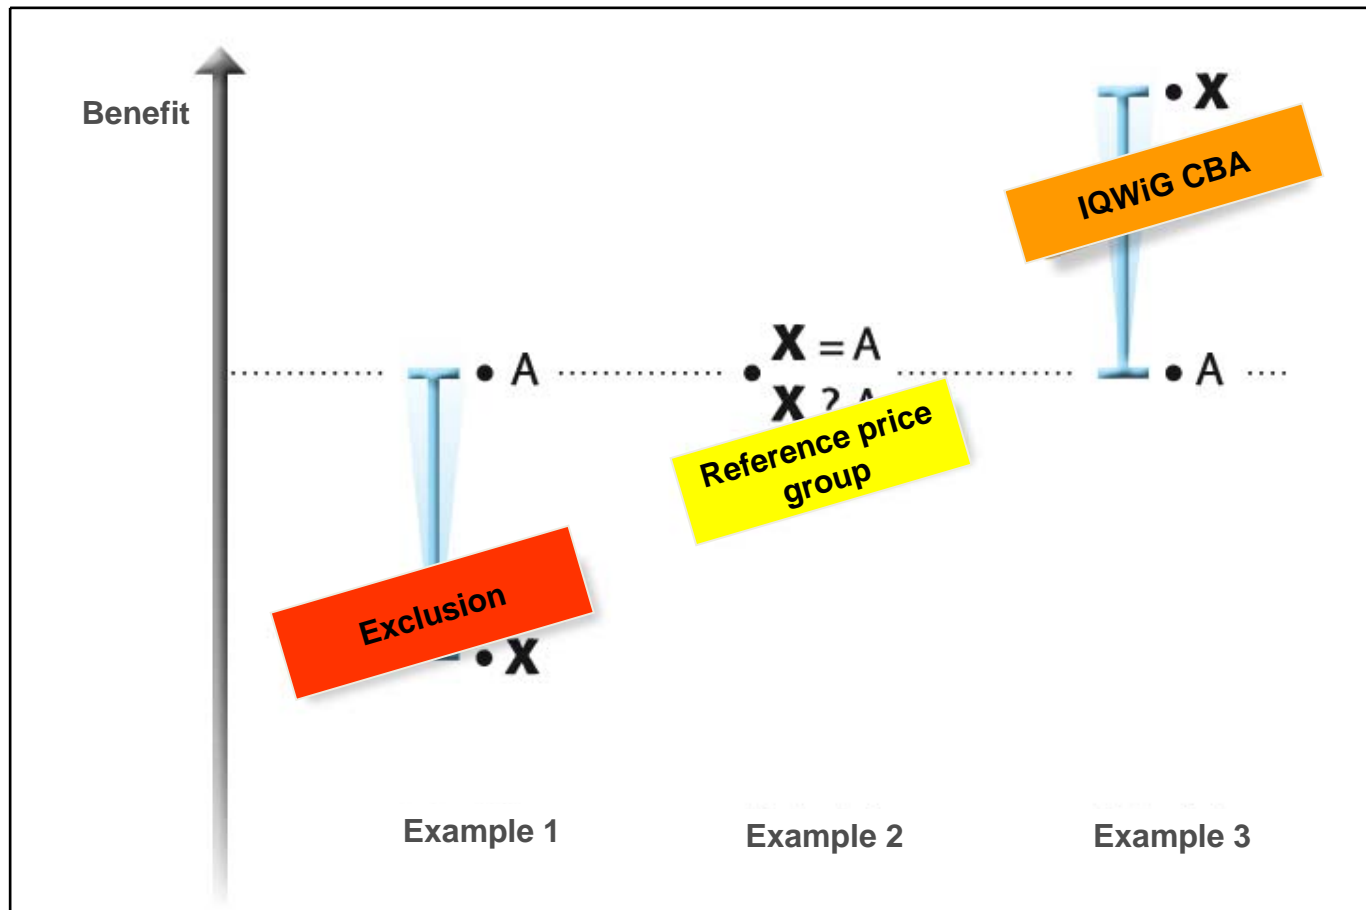 Benefit
X
IQWiG CBA
X = A
A
A
X ?
Reference price
group
Exclusion
X
Example 1
Example 2
Example 3